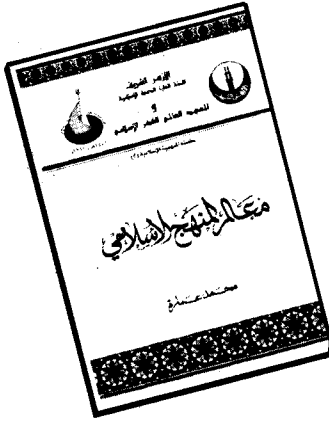 الأزهر الشريف
و
المعهد العالمي للفكر الإسلامي
معالم المنهج الإسلامي
محمد عمارة